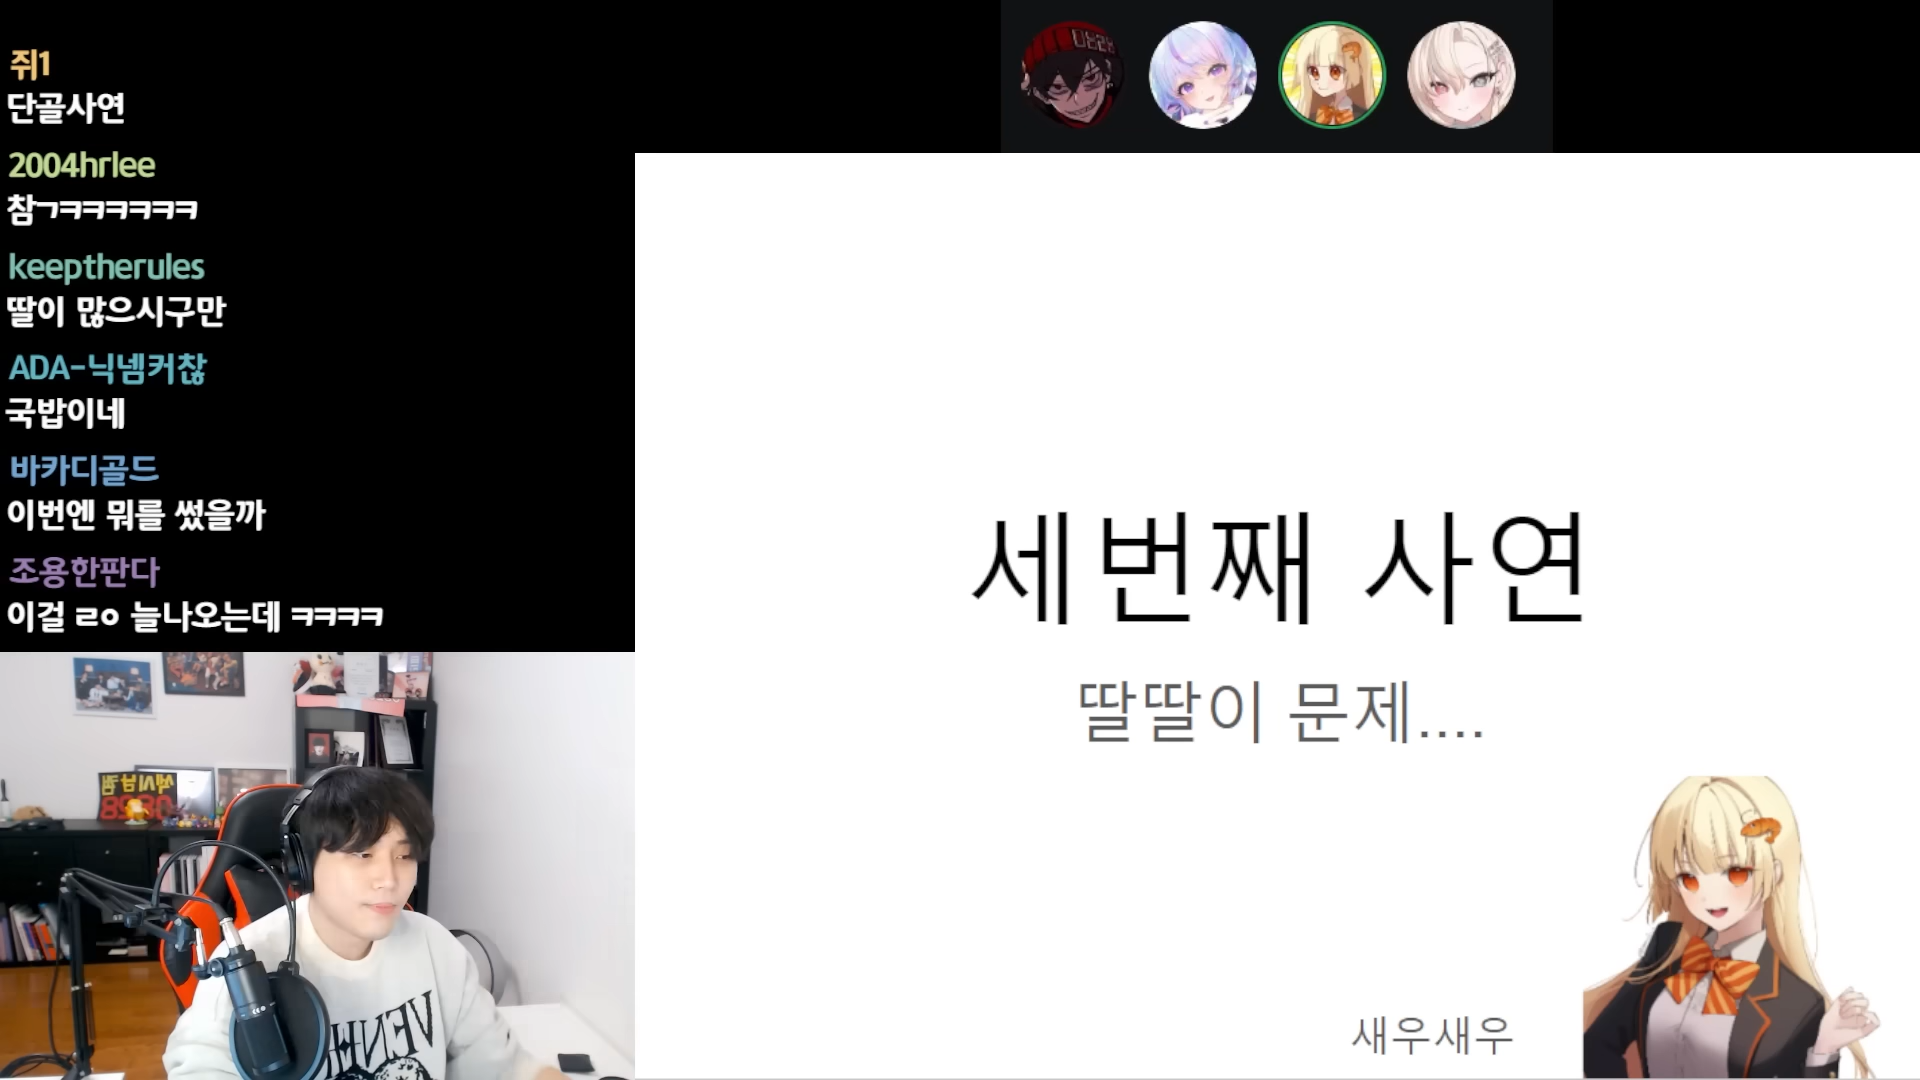 쥐1
단골사연
2004hrlee
참ㄱㅋㅋㅋㅋㅋㅋ
keeptherules
딸이 많으시구만
ADA-닉넴커찮
국밥이네
바카디골드
이번엔 뭐를 썼을까
조용한판다
이걸 ㄹㅇ 늘나오는데 ㅋㅋㅋㅋ
세번째 사연
딸딸이 문제....
새우새우
0828